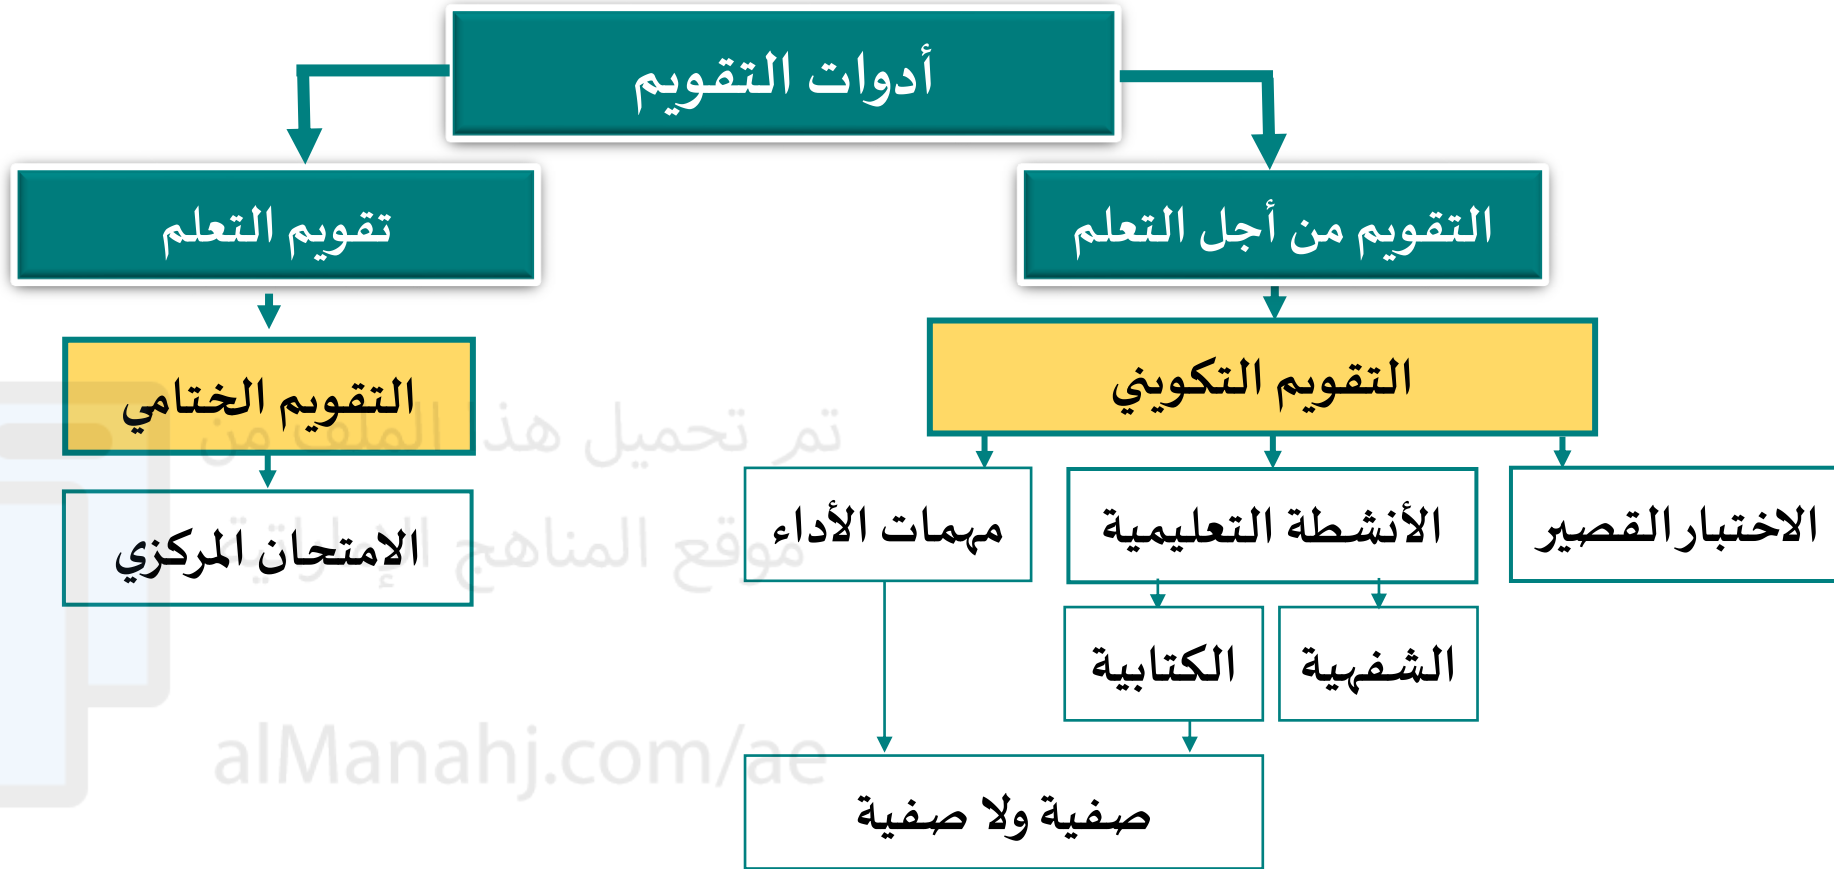 أدوات التقويم
التقويم من أجل التعلم
تقويم التعلم
التقويم التكويني
التقويم الختامي
الاختبار القصير
الأنشطة التعليمية
مهمات الأداء
الامتحان المركزي
الشفهية
الكتابية
صفية ولا صفية
تم تحميل هذا الملف من
موقع المناهج الإماراتية
alManahj.com/ae